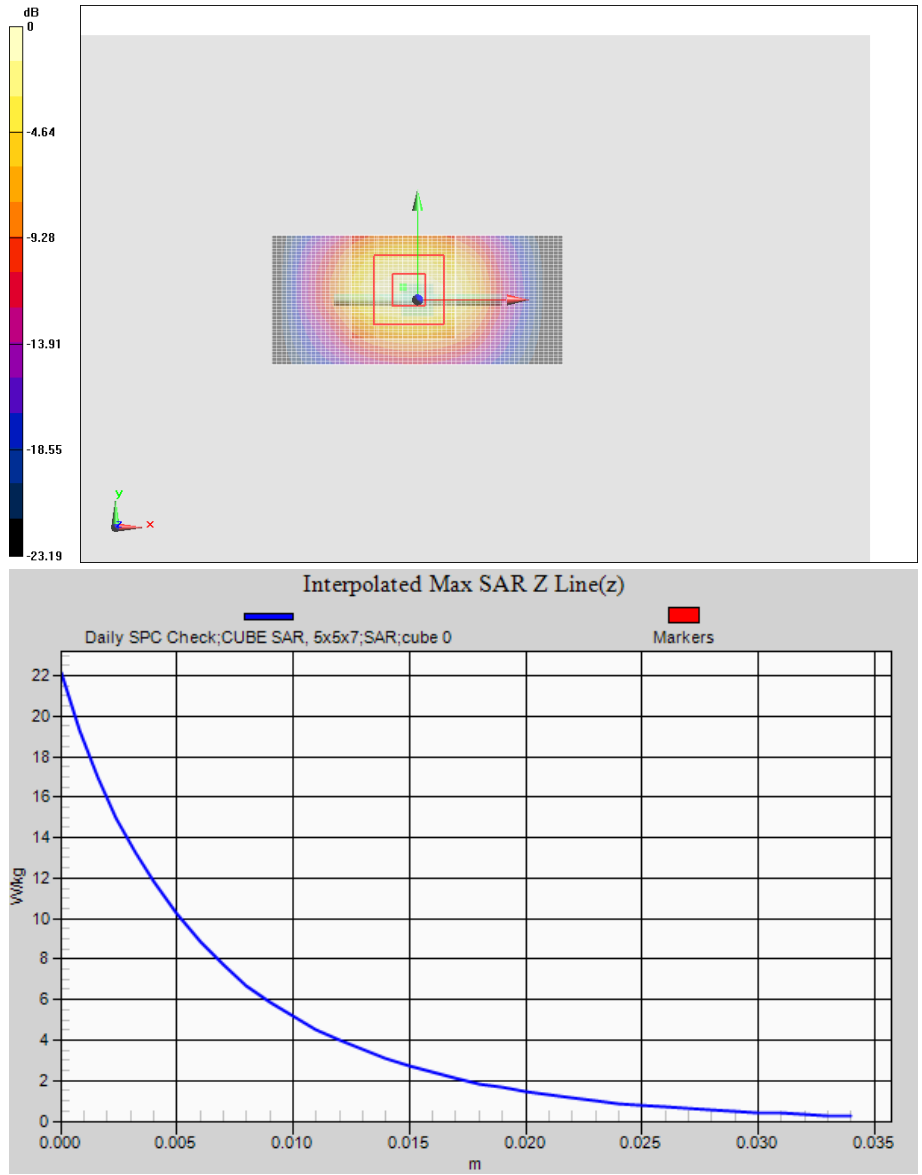 dB
0
-4.64
-9.28
-13.91
-18.55
-23.19
y
z
x
Interpolated Max SAR Z Line(z)
Daily SPC Check;CUBE SAR, 5x5x7;SAR;cube 0
Markers
W/kg
22
20
18
16
14
12
10
8
6
4
2
0
0.000 0.005 0.010 0.015 0.020 0.025 0.030 0.035
m